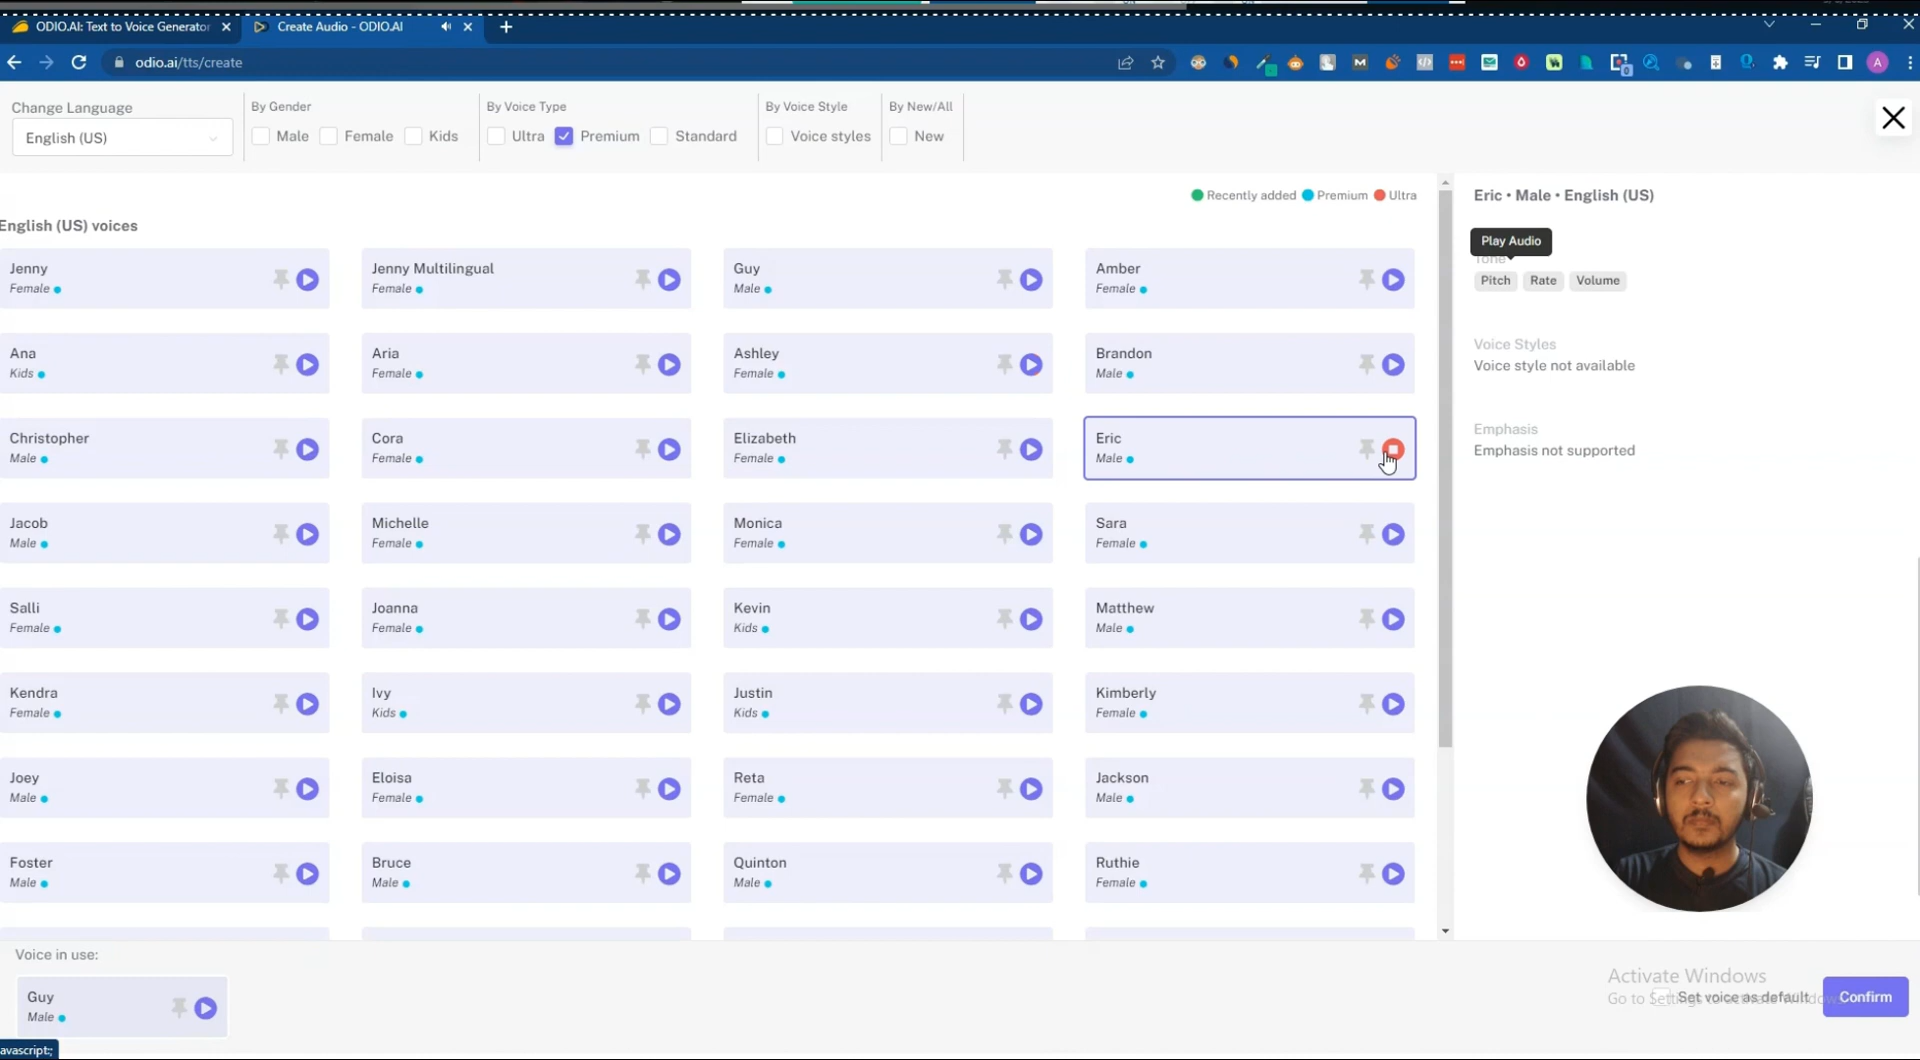 ODIO.AI: Text to Voice Generator
Create Audio - ODIO.AI
odio.ai/tts/create
Change Language
English (US)
By Gender
Male Female Kids
By Voice Type
Ultra Premium Standard
By Voice Style
Voice styles
By New/All
New
Recently added Premium Ultra
English (US) voices
Jenny
Female
Jenny Multilingual
Female
Guy
Male
Amber
Female
Ana
Kids
Aria
Female
Ashley
Female
Brandon
Male
Christopher
Male
Cora
Female
Elizabeth
Female
Eric
Male
Jacob
Male
Michelle
Female
Monica
Female
Sara
Female
Salli
Female
Joanna
Female
Kevin
Kids
Matthew
Male
Kendra
Female
Ivy
Kids
Justin
Kids
Kimberly
Female
Joey
Male
Eloisa
Female
Reta
Female
Jackson
Male
Foster
Male
Bruce
Male
Quinton
Male
Ruthie
Female
Eric • Male • English (US)
Play Audio
Tone
Pitch Rate Volume
Voice Styles
Voice style not available
Emphasis
Emphasis not supported
Voice in use:
Guy
Male
Activate Windows
Go to Settings to activate Windows
Set voice as default
Confirm
avascript:;